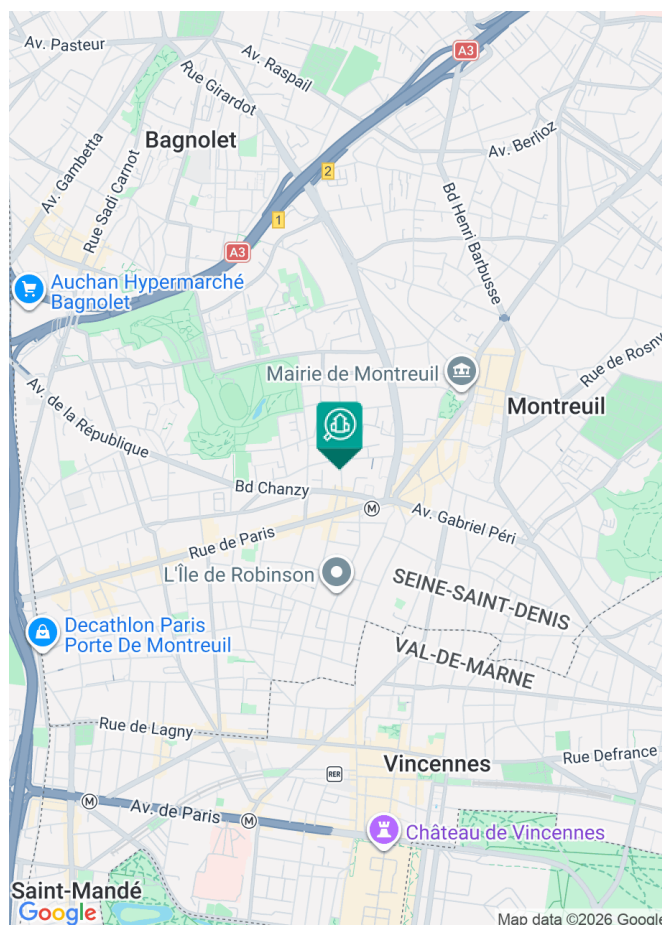 Av. Pasteur
Av. Raspail
A3
Rue Girardot
Bagnolet
Av. Berlioz
2
Av. Gambetta
Rue Sadi Carnot
Bd Henri Barbusse
1
A3
Auchan Hypermarché
Bagnolet
Rue de Rosny
Mairie de Montreuil
Av. de la République
Montreuil
Bd Chanzy
M
Av. Gabriel Péri
Rue de Paris
L'Île de Robinson
SEINE-SAINT-DENIS
Decathlon Paris
Porte De Montreuil
VAL-DE-MARNE
Rue de Lagny
Vincennes
Rue Defrance
RER
M
Av. de Paris
M
Château de Vincennes
Saint-Mandé
Google
Map data ©2026 Google